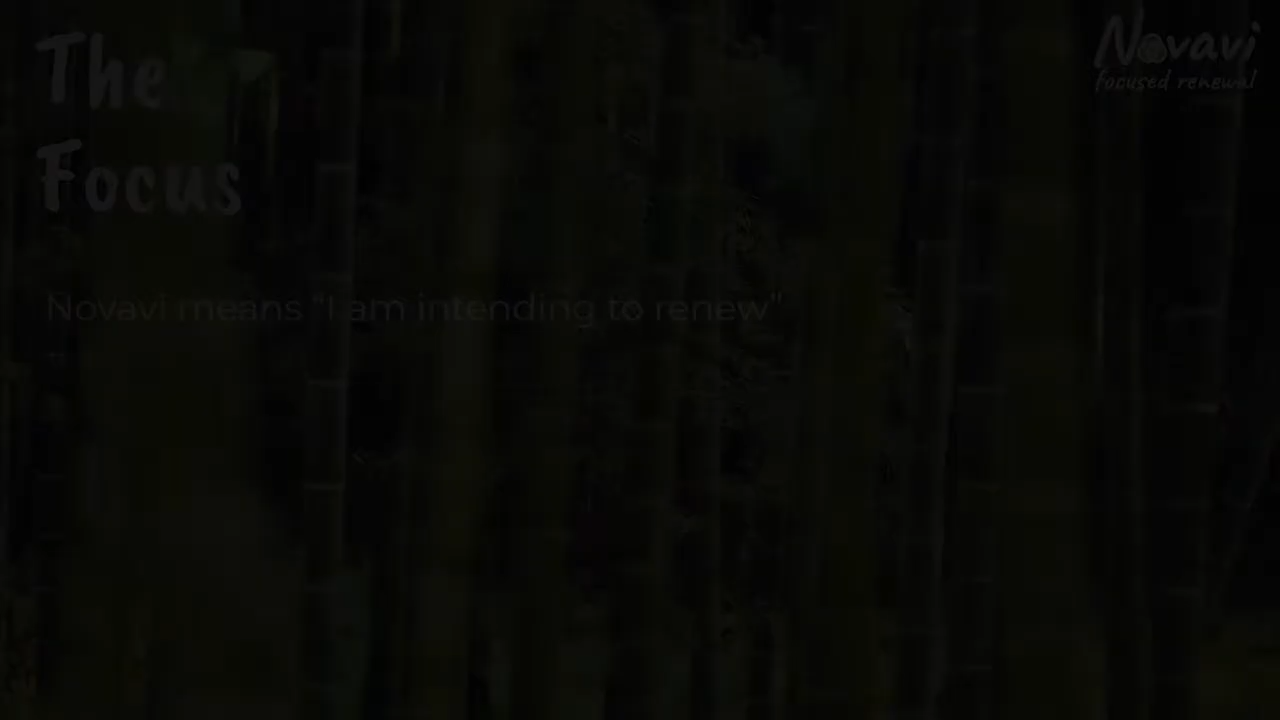 The
Focus
Novavi
focused renewal
Novavi means "I am intending to renew"